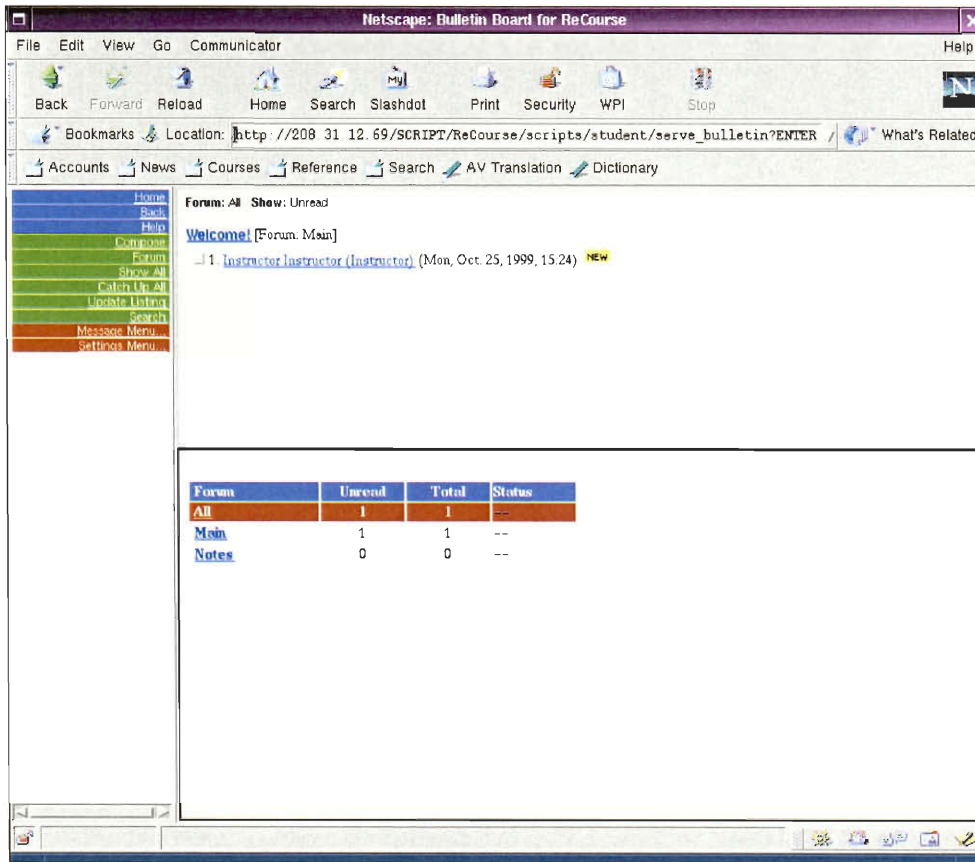 Netscape: Bulletin Board for ReCourse
File Edit View Go Communicator Help
My!
Back Forward Reload Home Search Slashdot Print Security WPI Stop
N
Bookmarks Location: http://208.31.12.69/SCRIPT/ReCourse/scripts/student/serve_bulletin?ENTER / What's Related
Accounts News Courses Reference Search AV Translation Dictionary
Home
Back
Help
Compose
Forum
Show All
Catch Up All
Update Listing
Search
Message Menu...
Settings Menu...
Forum: All Show: Unread
Welcome! [Forum: Main]
1. Instructor Instructor (Instructor) (Mon, Oct. 25, 1999, 15:24) NEW
Forum Unread Total Status
All 1 1 --
Main 1 1 --
Notes 0 0 --